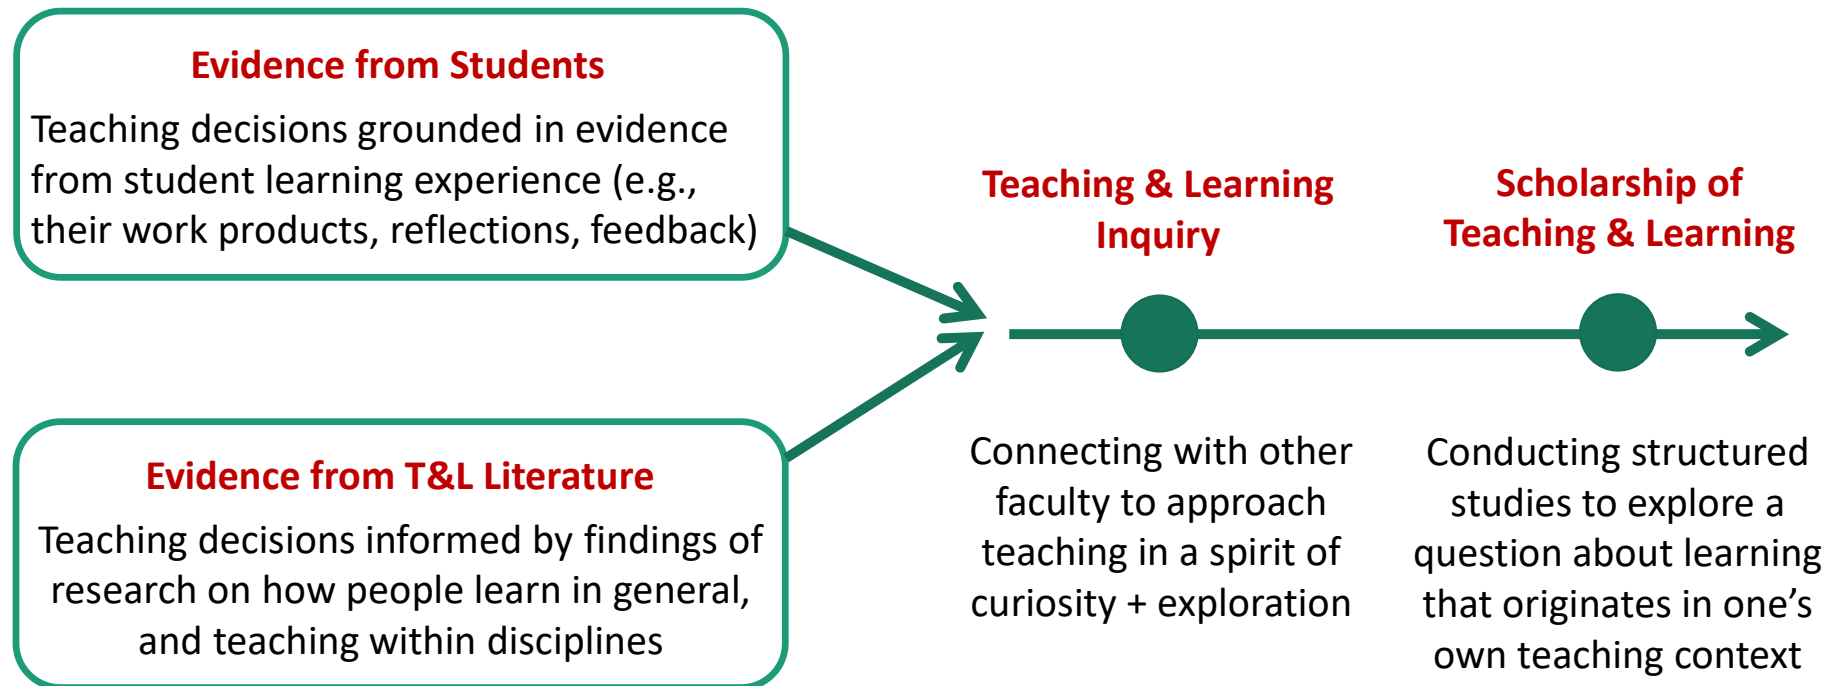 Evidence from Students
Teaching decisions grounded in evidence
from student learning experience (e.g.,
their work products, reflections, feedback)
Evidence from T&L Literature
Teaching decisions informed by findings of
research on how people learn in general,
and teaching within disciplines
Teaching & Learning
Inquiry
Connecting with other
faculty to approach
teaching in a spirit of
curiosity + exploration
Scholarship of
Teaching & Learning
Conducting structured
studies to explore a
question about learning
that originates in one’s
own teaching context